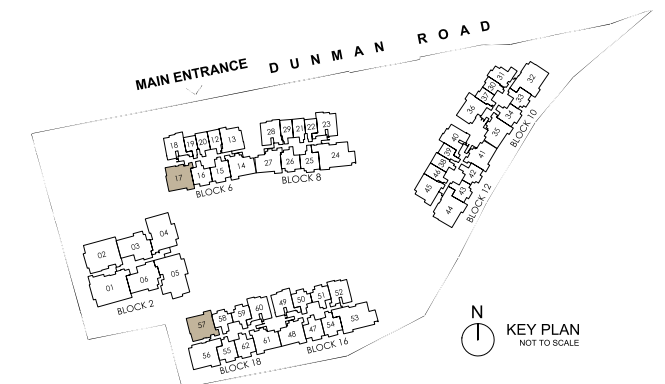 DUNMAN ROAD
MAIN ENTRANCE
18 19 20 12 13
17 16 15 14
BLOCK 6
28 29 21 22 23
27 26 25 24
BLOCK 8
31 32
30
37 33
36 34
35
BLOCK 10
40
39 41
38
46 42
45 43
44
BLOCK 12
02 03 04
01 06 05
BLOCK 2
57 58 59 60
56 55 62 61
BLOCK 18
49 50 51 52
48 47 54 53
BLOCK 16
N
KEY PLAN
NOT TO SCALE